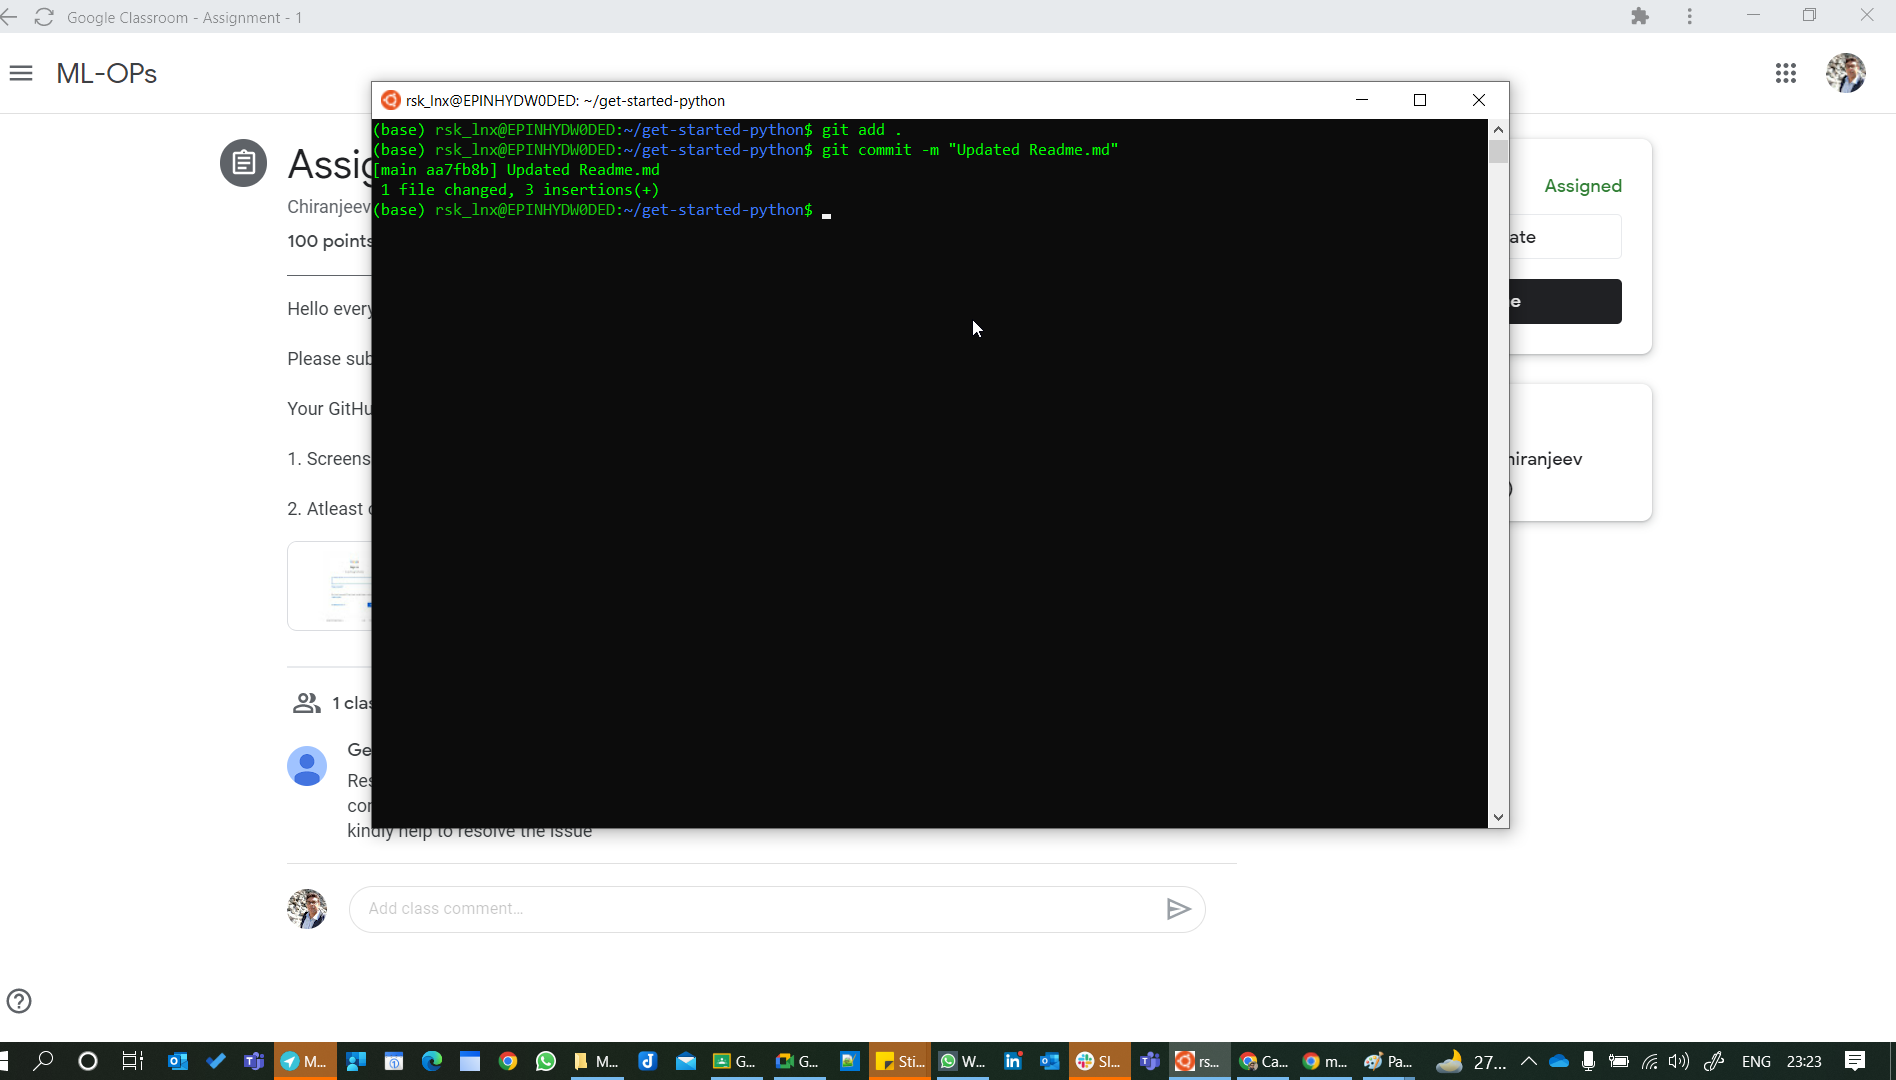 Google Classroom - Assignment - 1
ML-OPs
rsk_lnx@EPINHYDW0DED: ~/get-started-python
(base) rsk_lnx@EPINHYDW0DED:~/get-started-python$ git add .
(base) rsk_lnx@EPINHYDW0DED:~/get-started-python$ git commit -m "Updated Readme.md"
[main aa7fb8b] Updated Readme.md
1 file changed, 3 insertions(+)
(base) rsk_lnx@EPINHYDW0DED:~/get-started-python$
Assig
Chiranjeev
100 points
Hello every
Please sub
Your GitHu
1. Screens
2. Atleast
Assigned
ate
e
hiranjeev
1 clas
Ge
Res
con
kindly help to resolve the issue
Add class comment...
M...
M...
G...
G...
Sti...
W...
Sl...
rs...
Ca...
m...
Pa...
27...
ENG
23:23